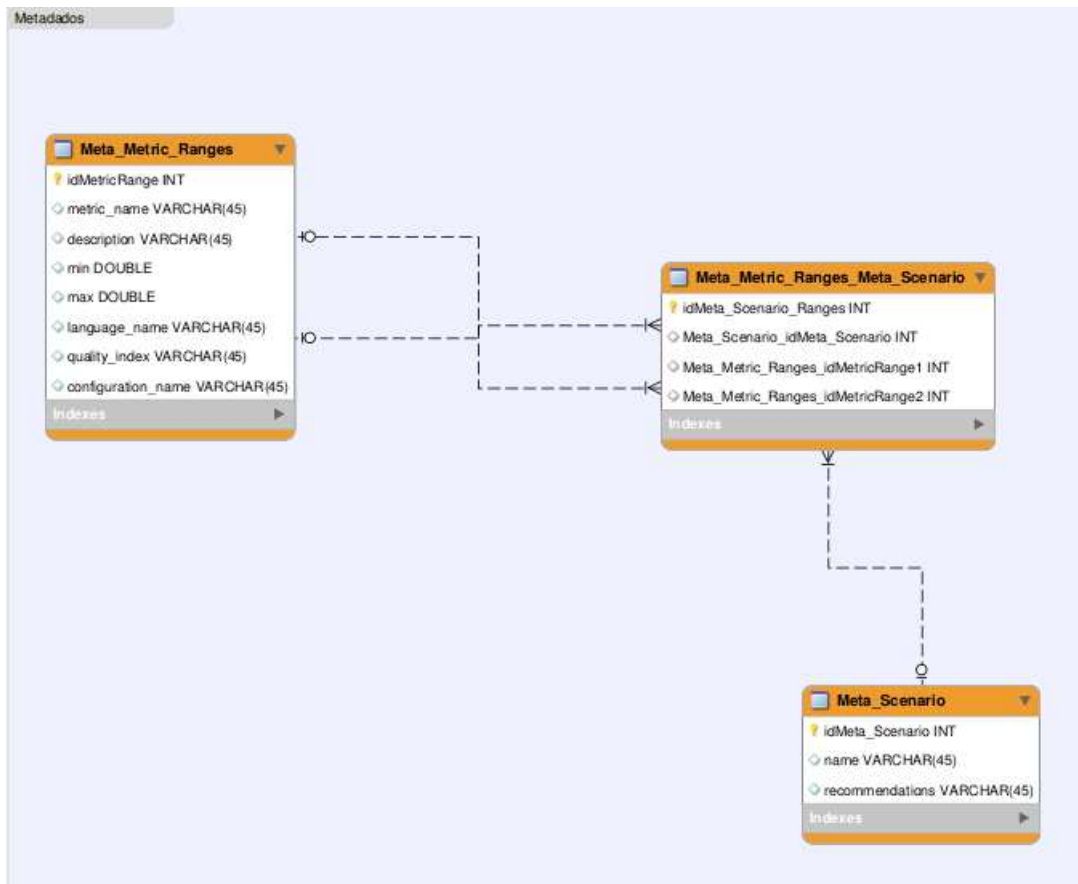 Metadados
Meta_Metric_Ranges
idMetricRange INT
metric_name VARCHAR(45)
description VARCHAR(45)
min DOUBLE
max DOUBLE
language_name VARCHAR(45)
quality_index VARCHAR(45)
configuration_name VARCHAR(45)
Indexes
Meta_Metric_Ranges_Meta_Scenario
idMeta_Scenario_Ranges INT
Meta_Scenario_idMeta_Scenario INT
Meta_Metric_Ranges_idMetricRange1 INT
Meta_Metric_Ranges_idMetricRange2 INT
Indexes
Meta_Scenario
idMeta_Scenario INT
name VARCHAR(45)
recommendations VARCHAR(45)
Indexes